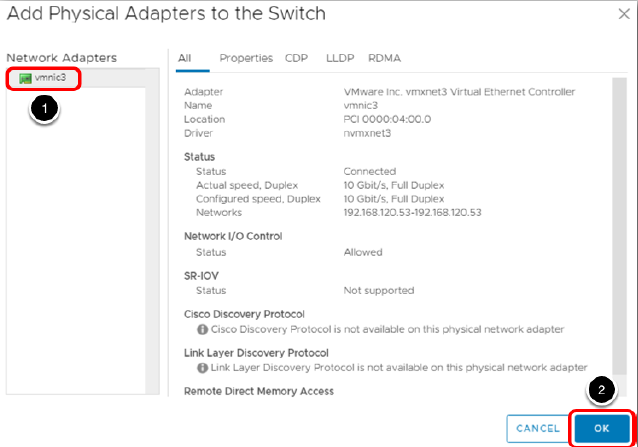 Add Physical Adapters to the Switch
Network Adapters
vmnic3
1
All Properties CDP LLDP RDMA
Adapter VMware Inc. vmxnet3 Virtual Ethernet Controller
Name vmnic3
Location PCI 0000:04:00.0
Driver nvmxnet3
Status
Status Connected
Actual speed, Duplex 10 Gbit/s, Full Duplex
Configured speed, Duplex 10 Gbit/s, Full Duplex
Networks 192.168.120.53-192.168.120.53
Network I/O Control
Status Allowed
SR-IOV
Status Not supported
Cisco Discovery Protocol
Cisco Discovery Protocol is not available on this physical network adapter
Link Layer Discovery Protocol
Link Layer Discovery Protocol is not available on this physical network adapter
Remote Direct Memory Access
2
CANCEL OK